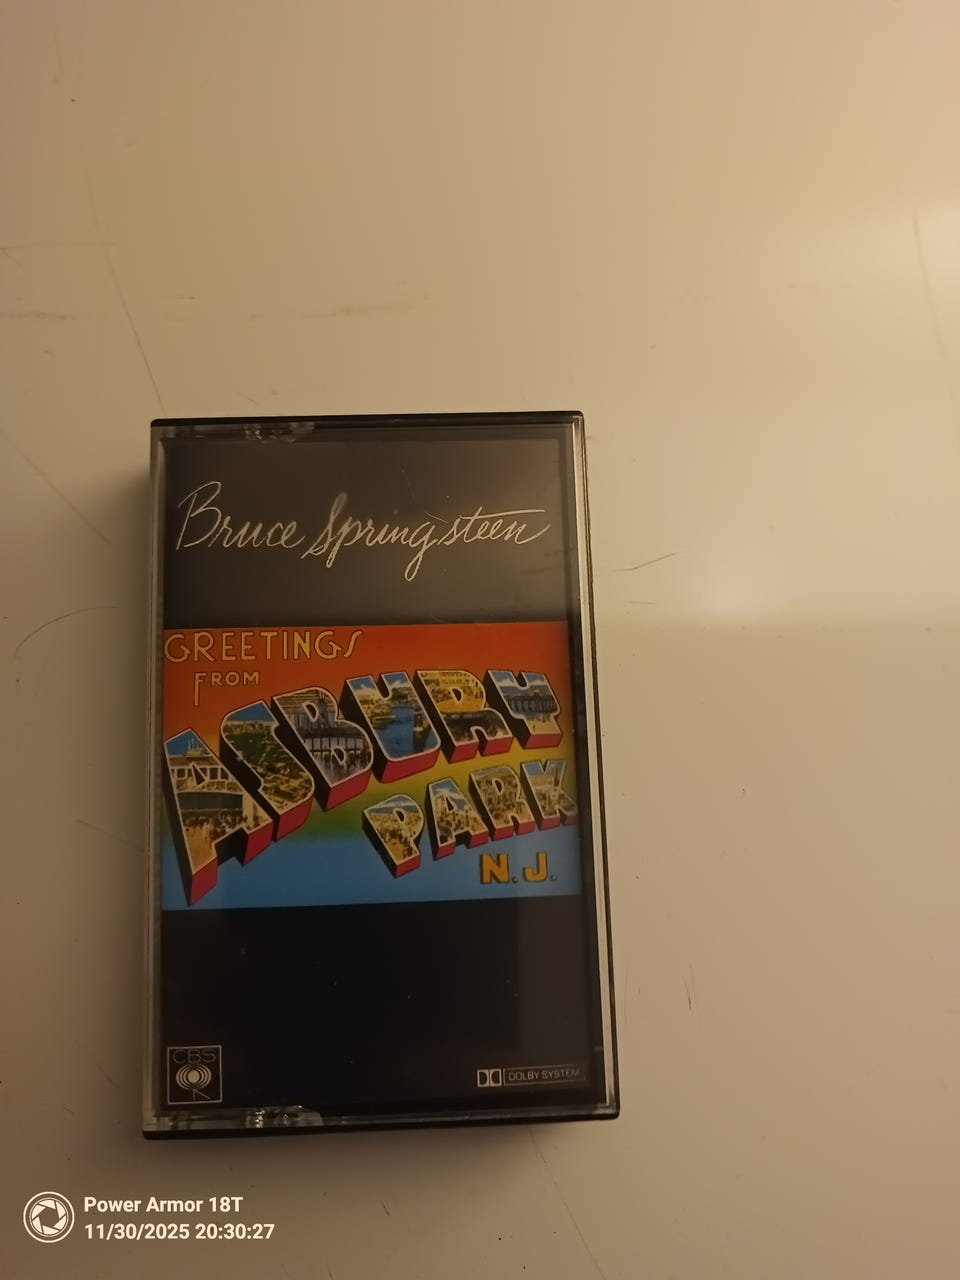 Bruce Springsteen
GREETINGS
FROM
ASBURY
PARK
N.J.
CBS
DOLBY SYSTEM
Power Armor 18T
11/30/2025 20:30:27